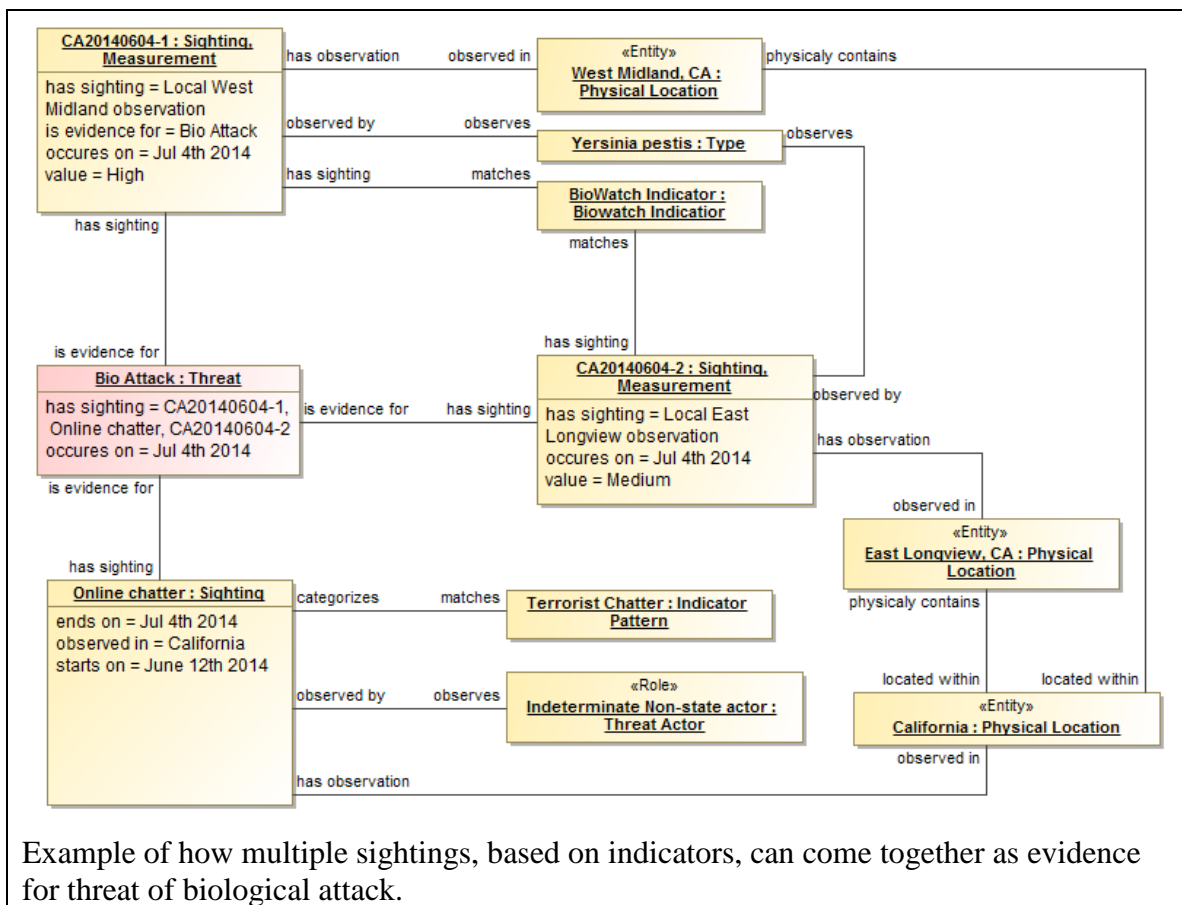 CA20140604-1 : Sighting,
Measurement
has sighting = Local West
Midland observation
is evidence for = Bio Attack
occures on = Jul 4th 2014
value = High
has observation
observed in
«Entity»
West Midland, CA :
Physical Location
physicaly contains
observed by
observes
Yersinia pestis : Type
observes
has sighting
matches
BioWatch Indicator :
Biowatch Indicatior
has sighting
matches
is evidence for
has sighting
Bio Attack : Threat
has sighting = CA20140604-1,
Online chatter, CA20140604-2
occures on = Jul 4th 2014
is evidence for
has sighting
CA20140604-2 : Sighting,
Measurement
has sighting = Local East
Longview observation
occures on = Jul 4th 2014
value = Medium
observed by
has observation
is evidence for
observed in
«Entity»
East Longview, CA : Physical
Location
physicaly contains
has sighting
Online chatter : Sighting
ends on = Jul 4th 2014
observed in = California
starts on = June 12th 2014
categorizes
matches
Terrorist Chatter : Indicator
Pattern
observed by
observes
«Role»
Indeterminate Non-state actor :
Threat Actor
located within
located within
«Entity»
California : Physical Location
observed in
has observation
Example of how multiple sightings, based on indicators, can come together as evidence
for threat of biological attack.